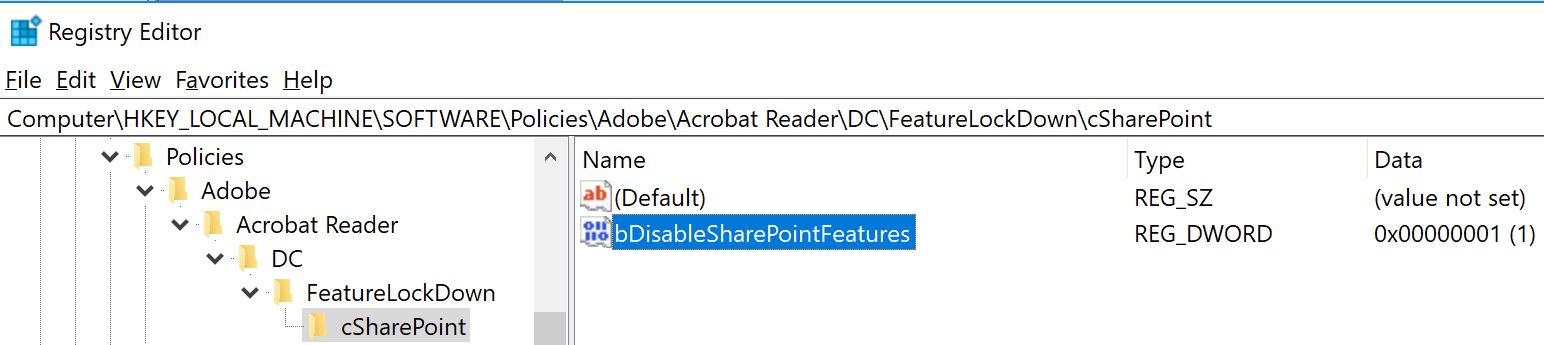 Registry Editor
File Edit View Favorites Help
Computer\HKEY_LOCAL_MACHINE\SOFTWARE\Policies\Adobe\Acrobat Reader\DC\FeatureLockDown\cSharePoint
Policies
Adobe
Acrobat Reader
DC
FeatureLockDown
cSharePoint
Name Type Data
(Default) REG_SZ (value not set)
bDisableSharePointFeatures REG_DWORD 0x00000001 (1)